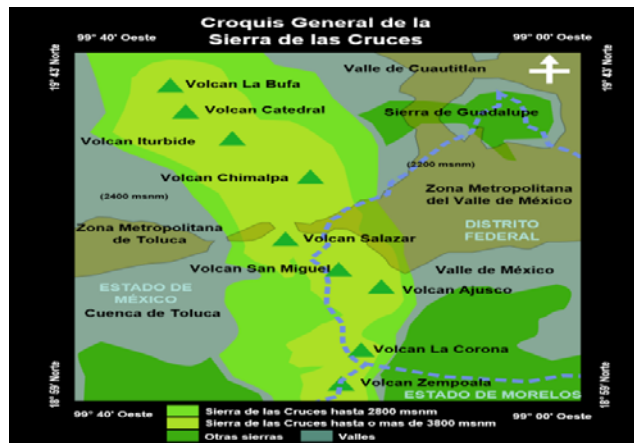 Croquis General de la
Sierra de las Cruces
99° 40' Oeste
99° 00' Oeste
19° 43' Norte
19° 43' Norte
Valle de Cuautitlan
Volcan La Bufa
Volcan Catedral
Sierra de Guadalupe
Volcan Iturbide
(2200 msnm)
Volcan Chimalpa
(2400 msnm)
Zona Metropolitana
del Valle de México
Zona Metropolitana
de Toluca
DISTRITO
FEDERAL
Volcan Salazar
Volcan San Miguel
Valle de México
ESTADO DE
MÉXICO
Volcan Ajusco
Cuenca de Toluca
Volcan La Corona
Volcan Zempoala
ESTADO DE MORELOS
18° 59' Norte
18° 59' Norte
99° 40' Oeste
99° 00' Oeste
Sierra de las Cruces hasta 2800 msnm
Sierra de las Cruces hasta o mas de 3800 msnm
Otras sierras
Valles